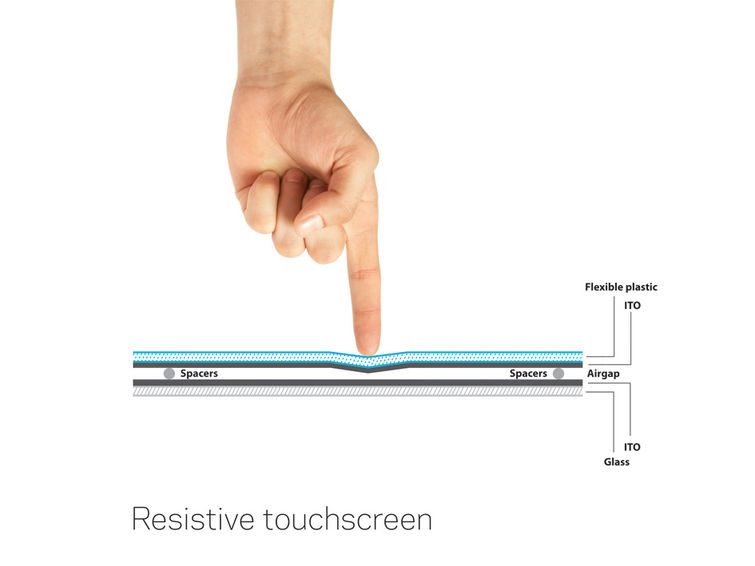 Flexible plastic
ITO
Spacers
Spacers
Airgap
ITO
Glass
Resistive touchscreen